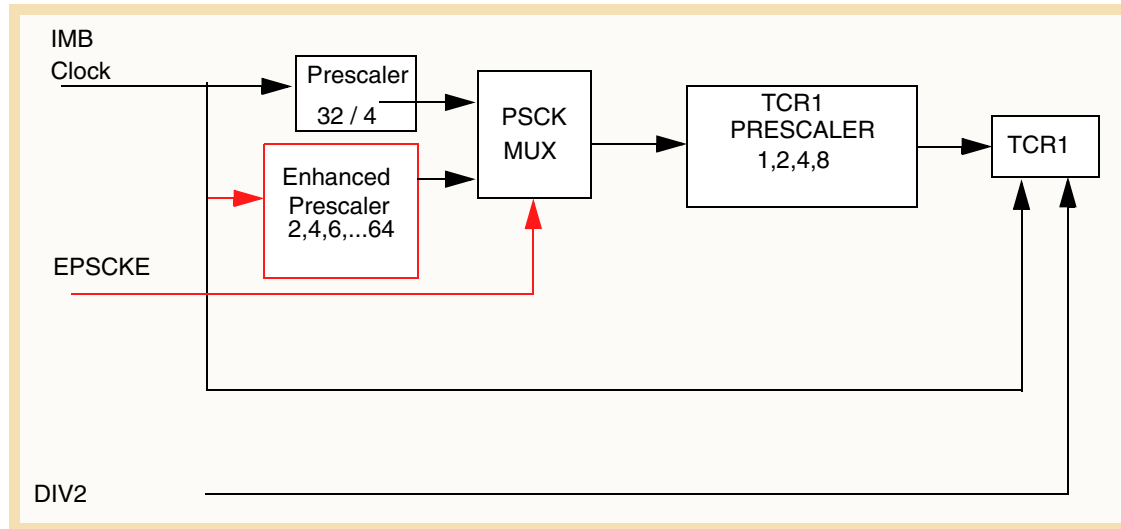 IMB
Clock
Prescaler
32 / 4
PSCK
MUX
TCR1
PRESCALER
1,2,4,8
TCR1
Enhanced
Prescaler
2,4,6,...64
EPSCKE
DIV2